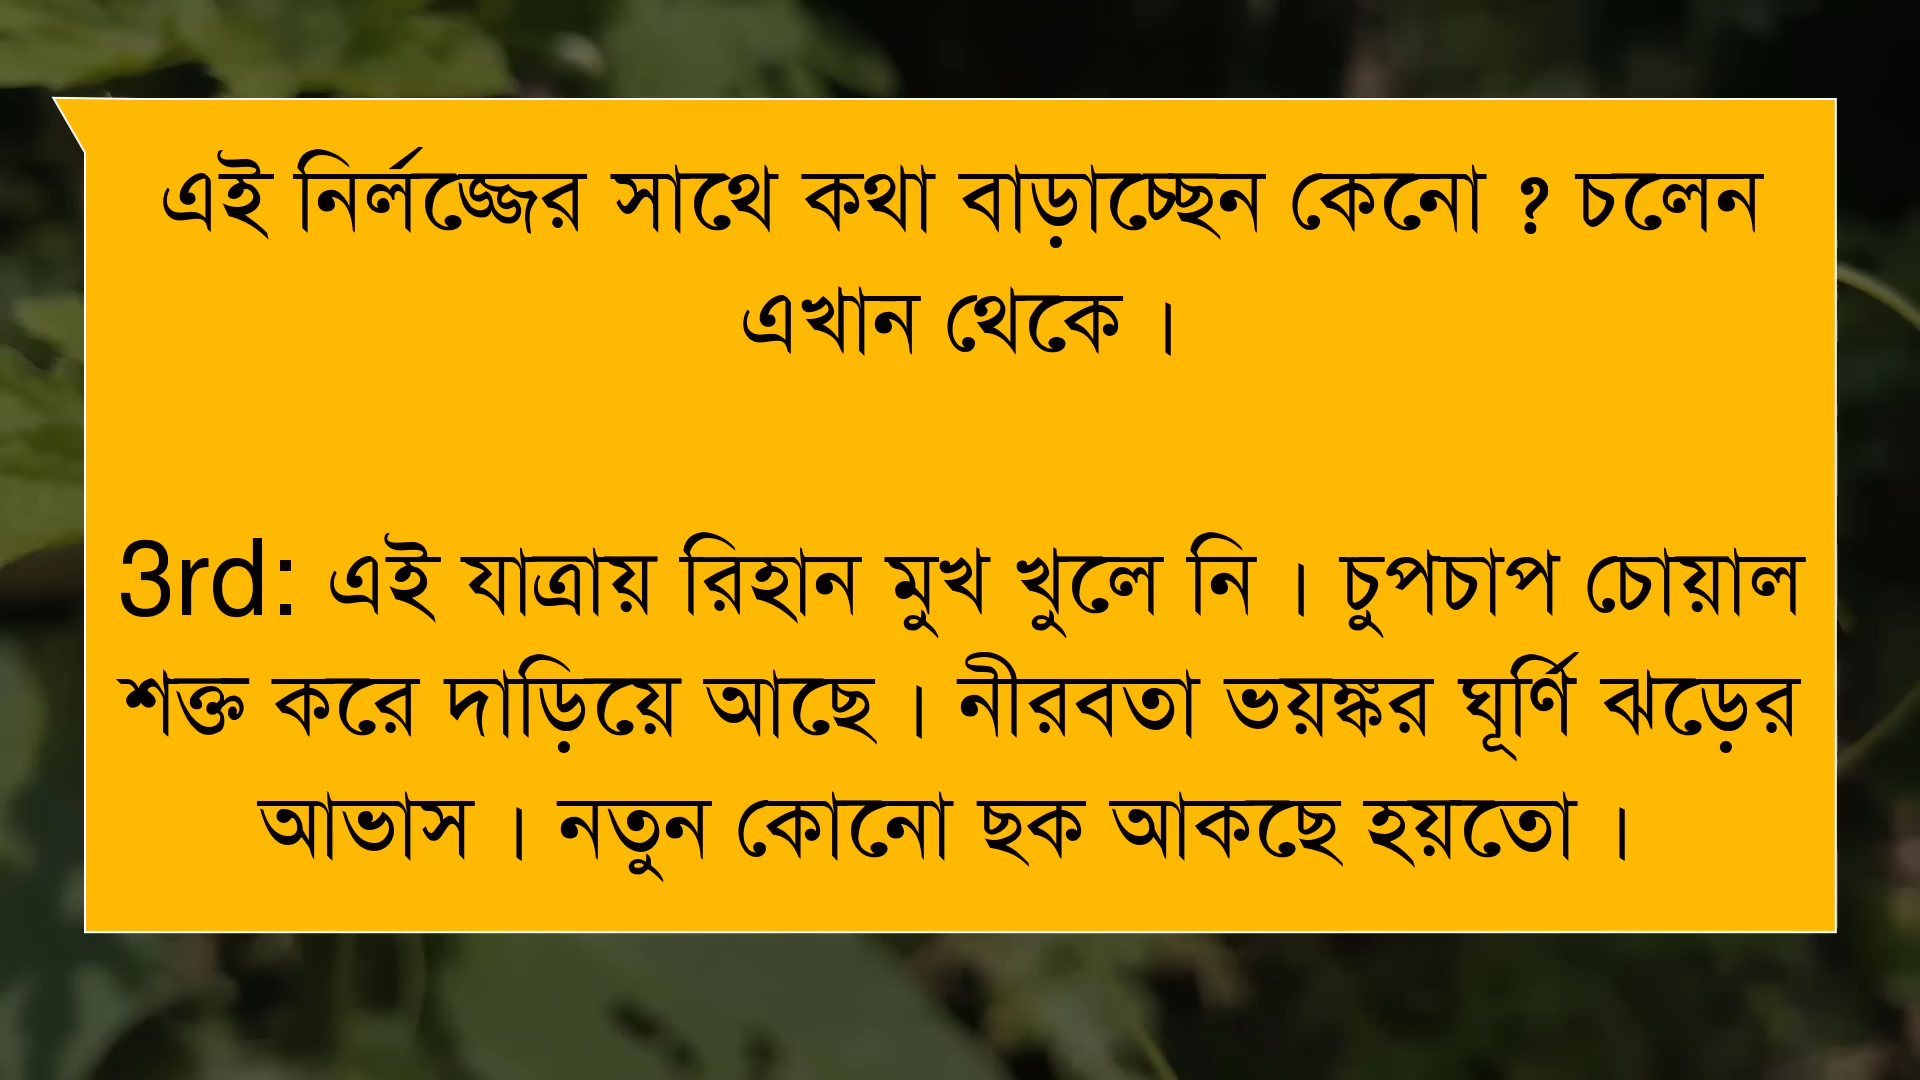 এই নির্লজ্জের সাথে কথা বাড়াচ্ছেন কেনো ? চলেন
এখান থেকে ।
3rd: এই যাত্রায় রিহান মুখ খুলে নি । চুপচাপ চোয়াল
শক্ত করে দাড়িয়ে আছে । নীরবতা ভয়ঙ্কর ঘূর্ণি ঝড়ের
আভাস । নতুন কোনো ছক আকছে হয়তো ।